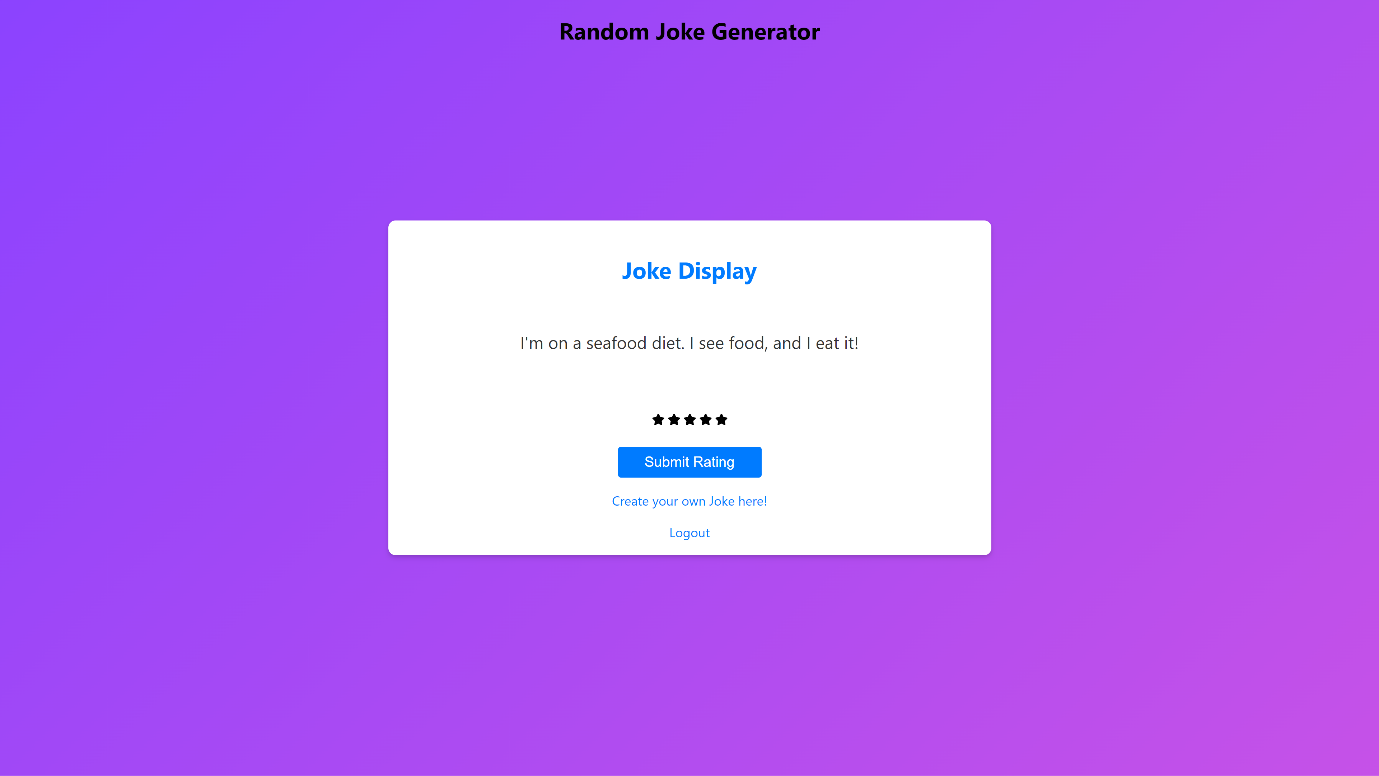 Random Joke Generator
Joke Display
I'm on a seafood diet. I see food, and I eat it!
Submit Rating
Create your own Joke here!
Logout